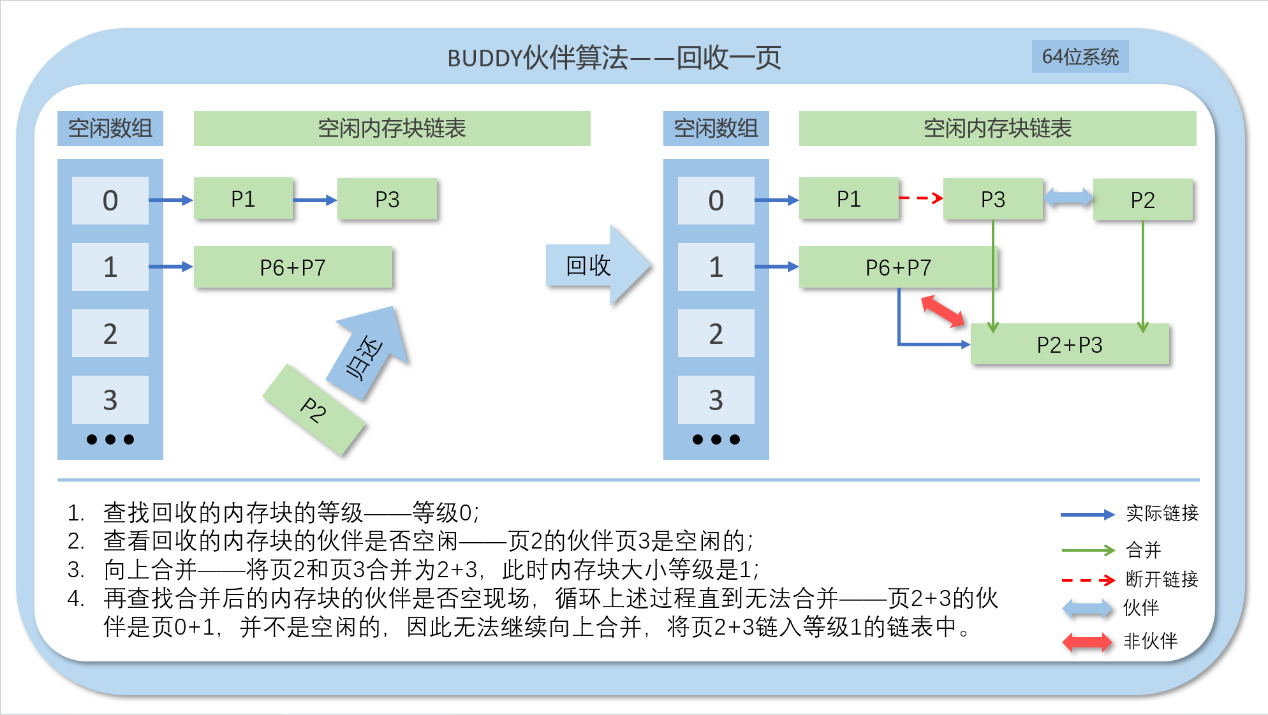 BUDDY伙伴算法——回收一页
64位系统
空闲数组
空闲内存块链表
0
P1
P3
1
P6+P7
2
3
●●●
归还
P2
回收
空闲数组
空闲内存块链表
0
P1
P3
P2
1
P6+P7
2
P2+P3
3
●●●
1. 查找回收的内存块的等级——等级0;
2. 查看回收的内存块的伙伴是否空闲——页2的伙伴页3是空闲的;
3. 向上合并——将页2和页3合并为2+3，此时内存块大小等级是1;
4. 再查找合并后的内存块的伙伴是否空现场，循环上述过程直到无法合并——页2+3的伙
伴是页0+1，并不是空闲的，因此无法继续向上合并，将页2+3链入等级1的链表中。
实际链接
合并
断开链接
伙伴
非伙伴